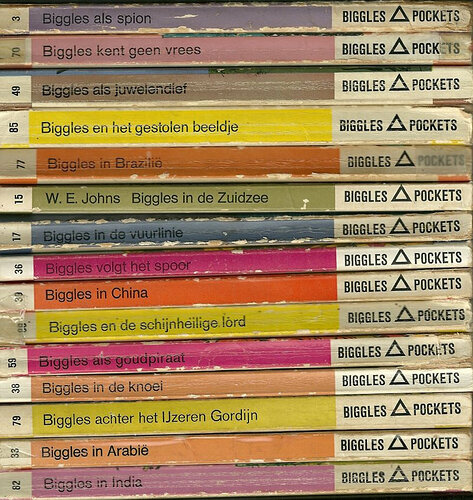 3 Biggles als spion BIGGLES POCKETS
70 Biggles kent geen vrees BIGGLES POCKETS
49 Biggles als juwelendief BIGGLES POCKETS
85 Biggles en het gestolen beeldje BIGGLES POCKETS
77 Biggles in Brazilië BIGGLES POCKETS
15 W. E. Johns Biggles in de Zuidzee BIGGLES POCKETS
17 Biggles in de vuurlinie BIGGLES POCKETS
36 Biggles volgt het spoor BIGGLES POCKETS
Biggles in China BIGGLES POCKETS
Biggles en de schijnheilige lord BIGGLES POCKETS
59 Biggles als goudpiraat BIGGLES POCKETS
38 Biggles in de knoei BIGGLES POCKETS
79 Biggles achter het IJzeren Gordijn BIGGLES POCKETS
33 Biggles in Arabië BIGGLES POCKETS
82 Biggles in India BIGGLES POCKETS